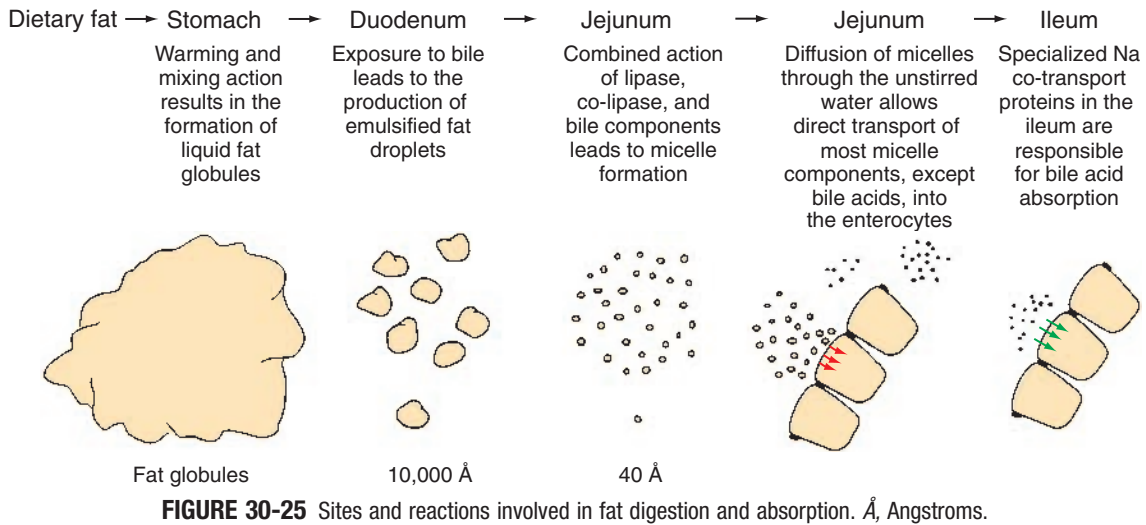 Dietary fat → Stomach → Duodenum → Jejunum → Jejunum → Ileum
Warming and
mixing action
results in the
formation of
liquid fat
globules
Exposure to bile
leads to the
production of
emulsified fat
droplets
Combined action
of lipase,
co-lipase, and
bile components
leads to micelle
formation
Diffusion of micelles
through the unstirred
water allows
direct transport of
most micelle
components, except
bile acids, into
the enterocytes
Specialized Na
co-transport
proteins in the
ileum are
responsible
for bile acid
absorption
Fat globules
10,000 Å
40 Å
FIGURE 30-25 Sites and reactions involved in fat digestion and absorption. Å, Angstroms.